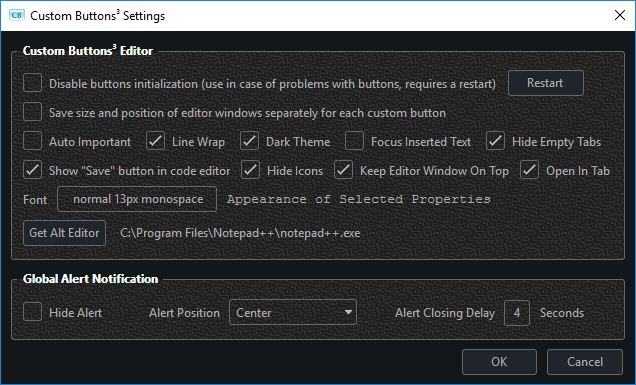 CB Custom Buttons³ Settings
Custom Buttons³ Editor
Disable buttons initialization (use in case of problems with buttons, requires a restart) Restart
Save size and position of editor windows separately for each custom button
Auto Important Line Wrap Dark Theme Focus Inserted Text Hide Empty Tabs
Show "Save" button in code editor Hide Icons Keep Editor Window On Top Open In Tab
Font normal 13px monospace Appearance of Selected Properties
Get Alt Editor C:\Program Files\Notepad++\notepad++.exe
Global Alert Notification
Hide Alert Alert Position Center Alert Closing Delay 4 Seconds
OK Cancel